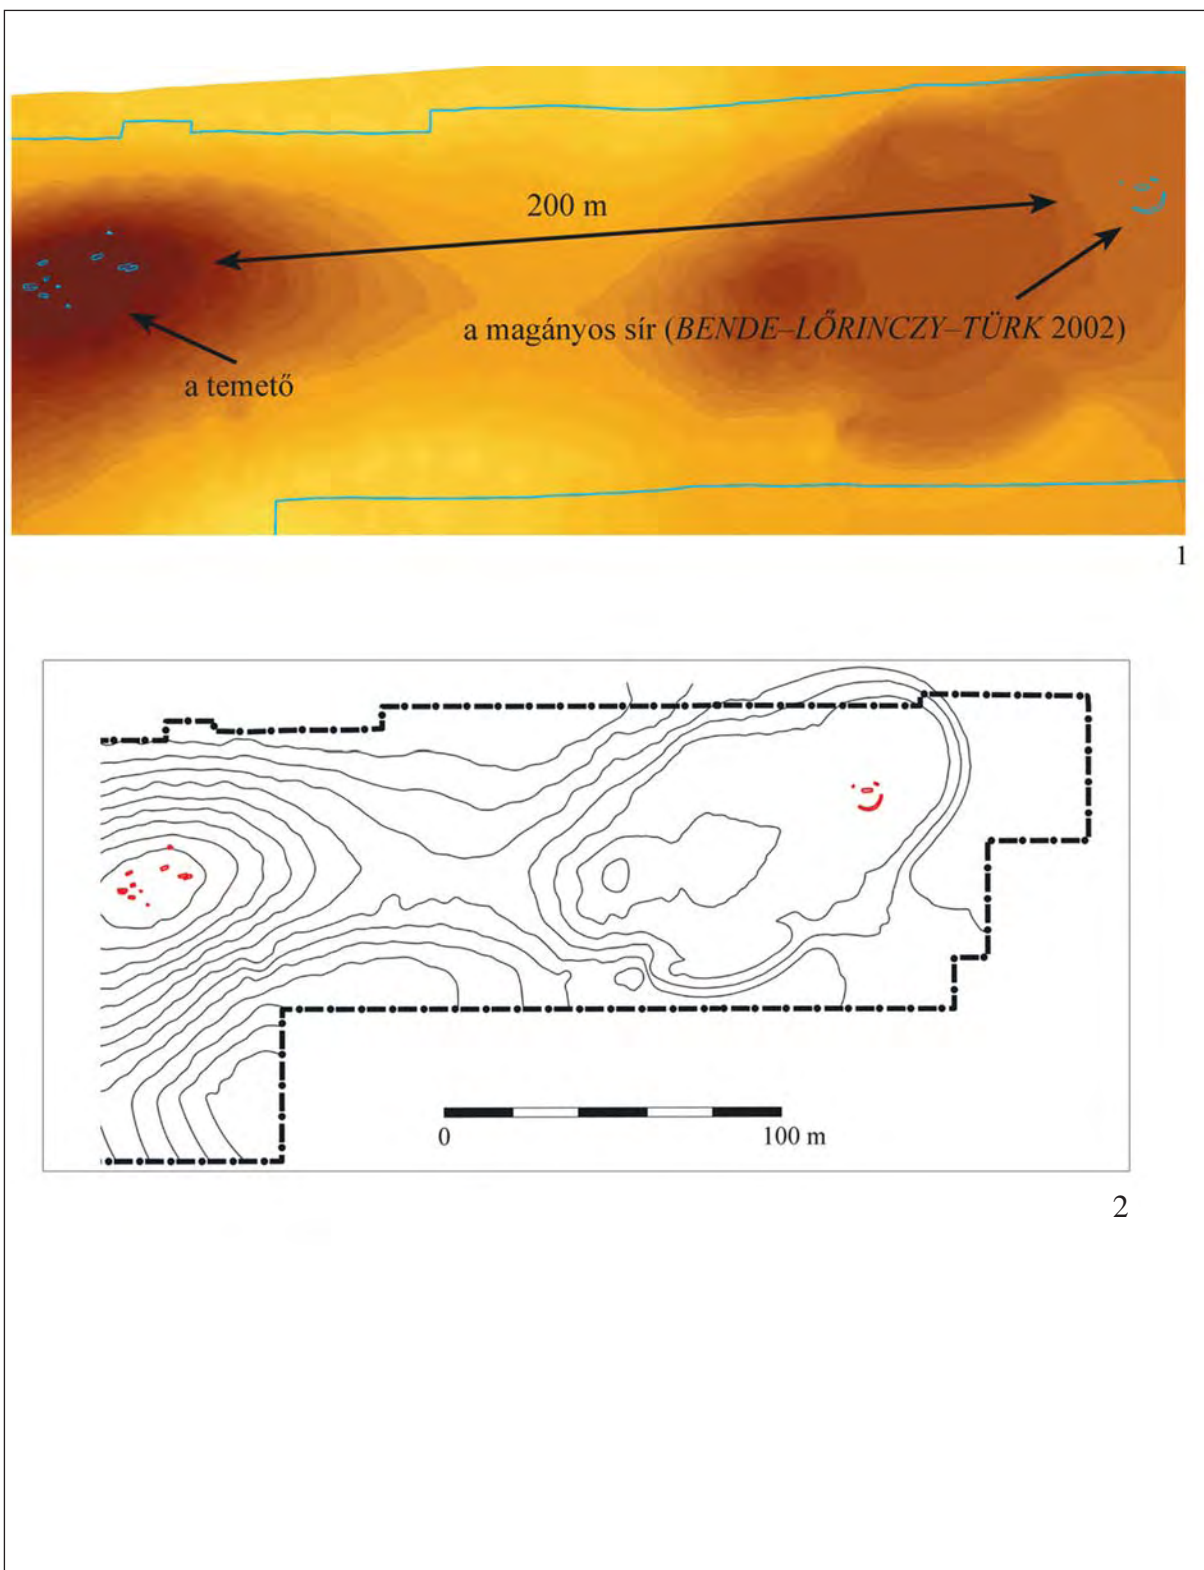 200 m
a magányos sír (BENDE–LŐRINCZY–TÜRK 2002)
a temető
1
0
100 m
2